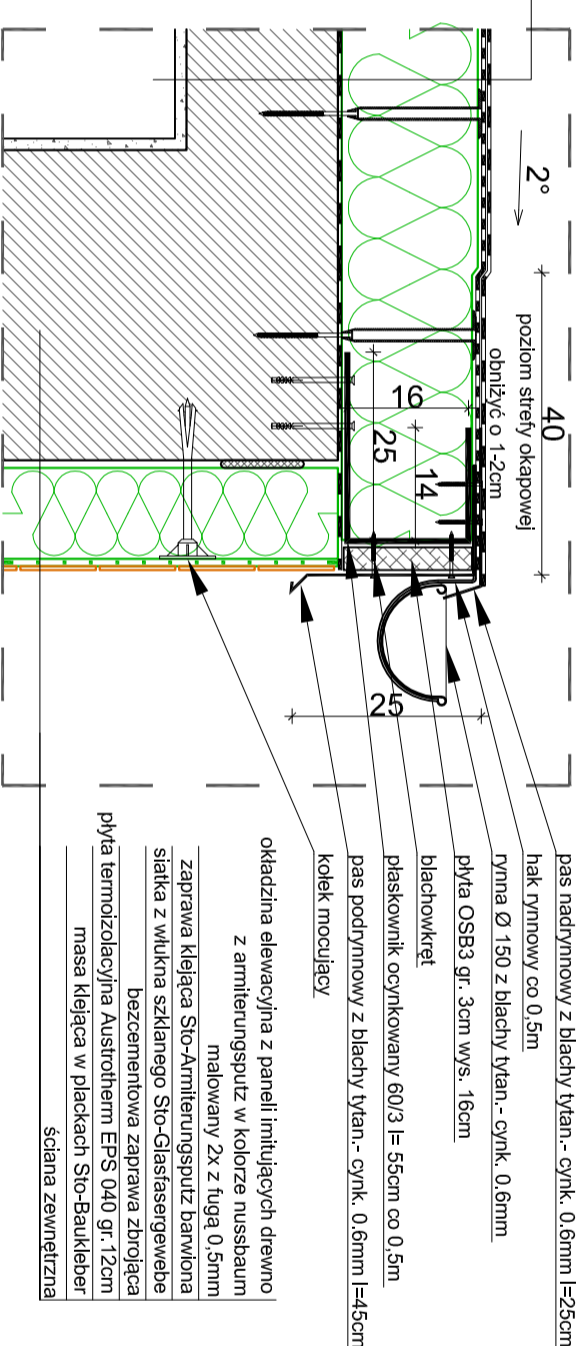 pas nadrynnowy z blachy tytan.- cynk. 0.6mm l=25cm
hak rynnowy co 0,5m
rynna Ø 150 z blachy tytan.- cynk. 0.6mm
płyta OSB3 gr. 3cm wys. 16cm
blachowkręt
płaskownik ocynkowany 60/3 l= 55cm co 0,5m
pas podrynnowy z blachy tytan.- cynk. 0.6mm l=45cm
kołek mocujący
2°
40
poziom strefy okapowej
obniżyć o 1-2cm
16
14
25
25
okładzina elewacyjna z paneli imitujących drewno
z armiterungsputz w kolorze nussbaum
malowany 2x z fugą 0,5mm
zaprawa klejąca Sto-Armiterungsputz barwiona
siatka z włukna szklanego Sto-Glasfasergewebe
bezcementowa zaprawa zbrojąca
płyta termoizolacyjna Austrotherm EPS 040 gr.12cm
masa klejąca w plackach Sto-Baukleber
ściana zewnętrzna